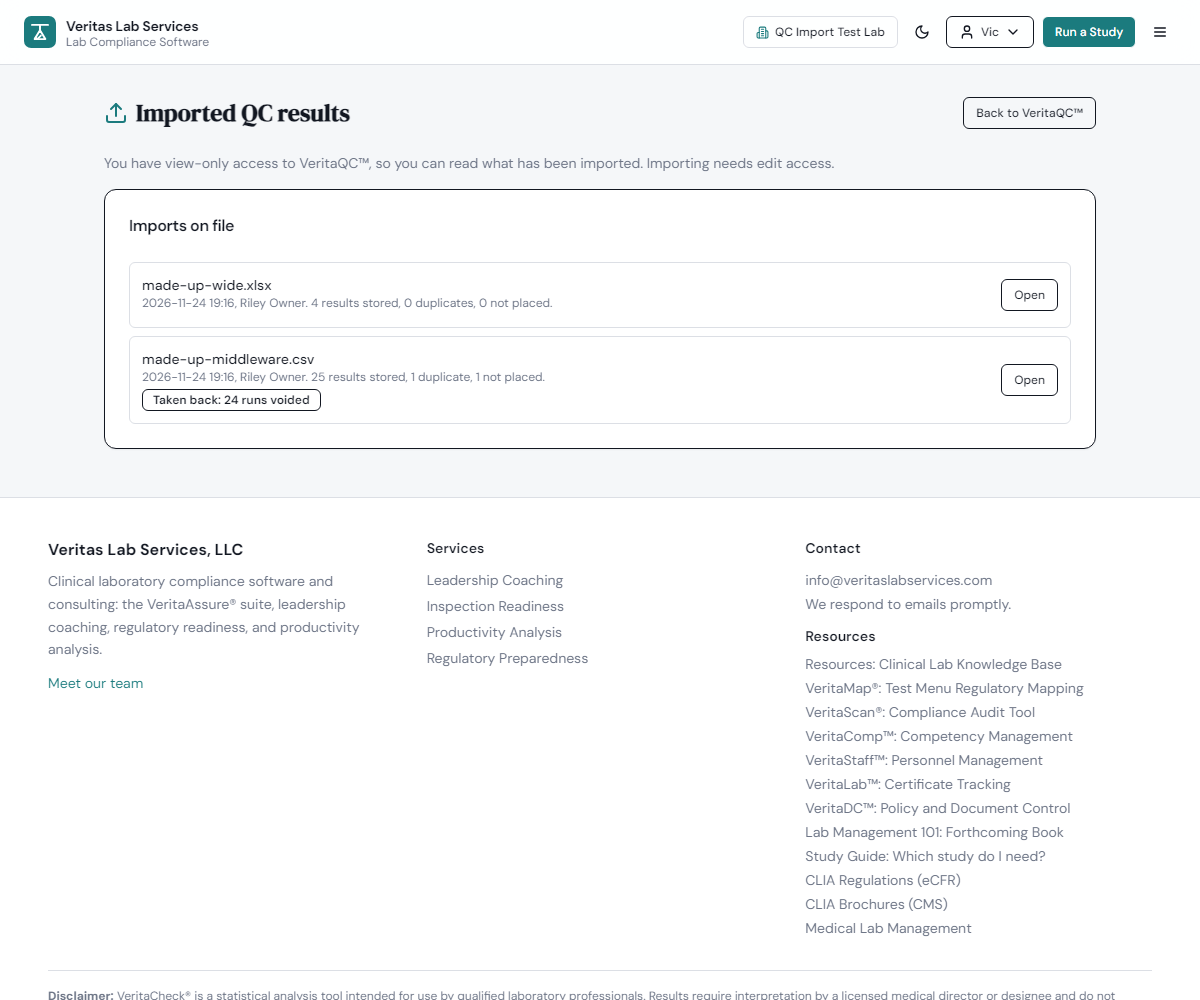 Veritas Lab Services
Lab Compliance Software
QC Import Test Lab
Vic
Run a Study
Imported QC results
Back to VeritaQC™
You have view-only access to VeritaQC™, so you can read what has been imported. Importing needs edit access.
Imports on file
made-up-wide.xlsx
2026-11-24 19:16, Riley Owner. 4 results stored, 0 duplicates, 0 not placed.
Open
made-up-middleware.csv
2026-11-24 19:16, Riley Owner. 25 results stored, 1 duplicate, 1 not placed.
Taken back: 24 runs voided
Open
Veritas Lab Services, LLC
Clinical laboratory compliance software and
consulting: the VeritaAssure® suite, leadership
coaching, regulatory readiness, and productivity
analysis.
Meet our team
Services
Leadership Coaching
Inspection Readiness
Productivity Analysis
Regulatory Preparedness
Contact
info@veritaslabservices.com
We respond to emails promptly.
Resources
Resources: Clinical Lab Knowledge Base
VeritaMap®: Test Menu Regulatory Mapping
VeritaScan®: Compliance Audit Tool
VeritaComp™: Competency Management
VeritaStaff™: Personnel Management
VeritaLab™: Certificate Tracking
VeritaDC™: Policy and Document Control
Lab Management 101: Forthcoming Book
Study Guide: Which study do I need?
CLIA Regulations (eCFR)
CLIA Brochures (CMS)
Medical Lab Management
Disclaimer: VeritaCheck® is a statistical analysis tool intended for use by qualified laboratory professionals. Results require interpretation by a licensed medical director or designee and do not